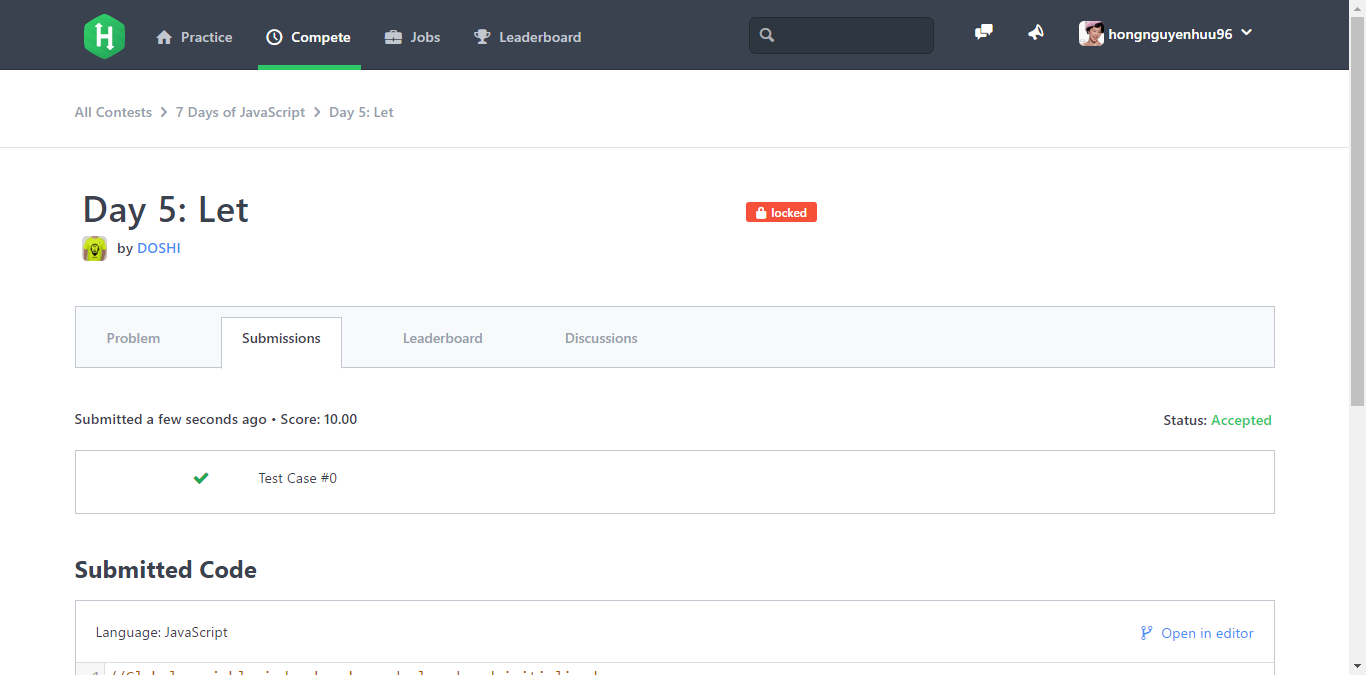 H Practice Compete Jobs Leaderboard hongnguyenhuu96
All Contests 7 Days of JavaScript Day 5: Let
Day 5: Let
locked
by DOSHI
Problem Submissions Leaderboard Discussions
Submitted a few seconds ago • Score: 10.00 Status: Accepted
Test Case #0
Submitted Code
Language: JavaScript Open in editor